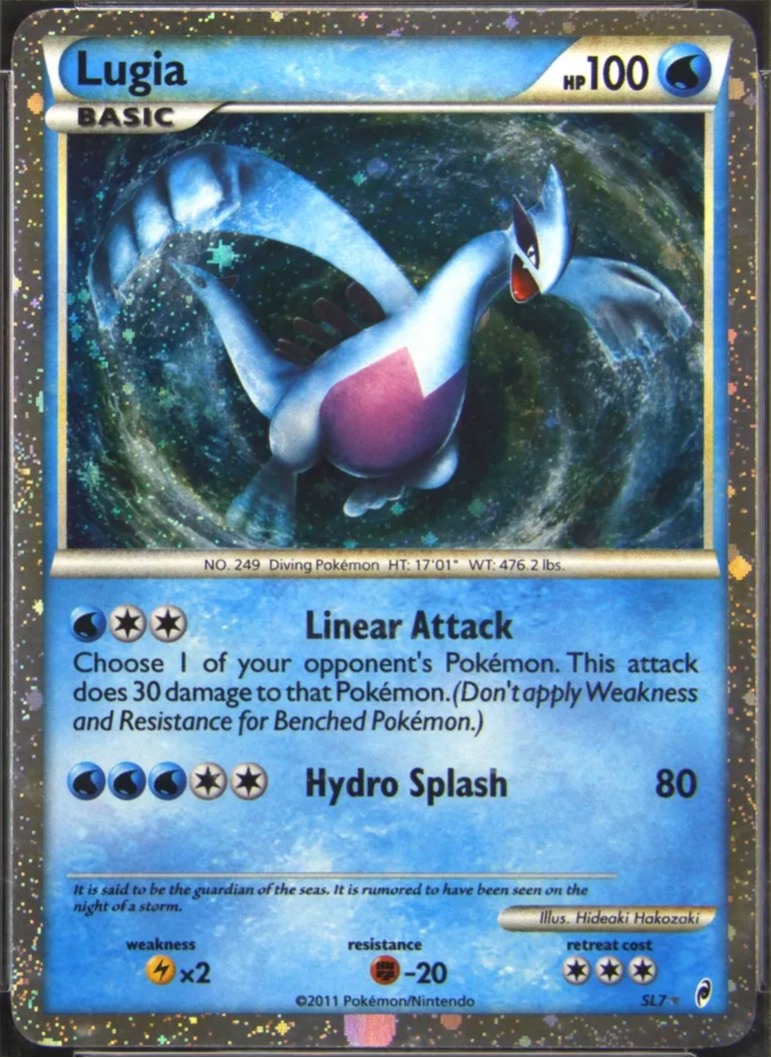 Lugia
HP100
BASIC
NO. 249 Diving Pokémon HT: 17'01" WT: 476.2 lbs.
Linear Attack
Choose 1 of your opponent's Pokémon. This attack
does 30 damage to that Pokémon. (Don't apply Weakness
and Resistance for Benched Pokémon.)
Hydro Splash 80
It is said to be the guardian of the seas. It is rumored to have been seen on the
night of a storm.
Illus. Hideaki Hakozaki
weakness resistance retreat cost
x2 -20
©2011 Pokémon/Nintendo SL7